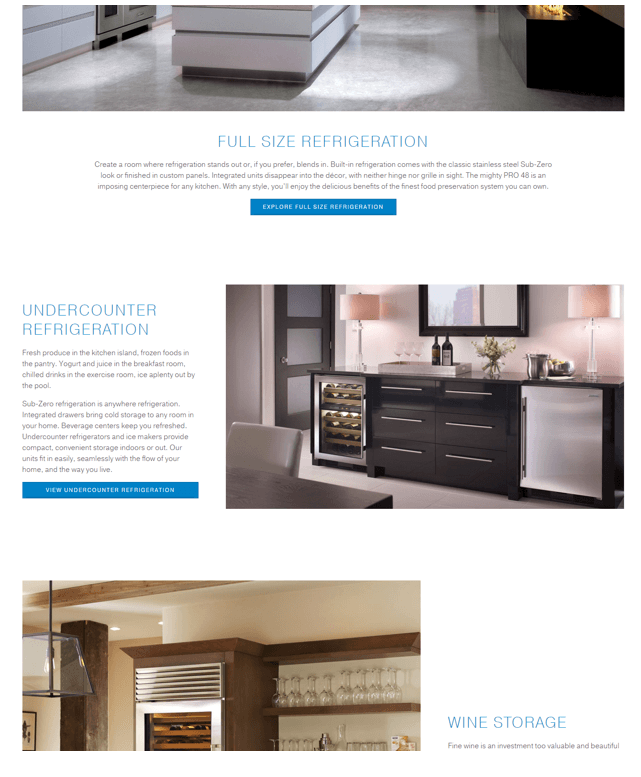 FULL SIZE REFRIGERATION
Create a room where refrigeration stands out or, if you prefer, blends in. Built-in refrigeration comes with the classic stainless steel Sub-Zero
look or finished in custom panels. Integrated units disappear into the décor, with neither hinge nor grille in sight. The mighty PRO 48 is an
imposing centerpiece for any kitchen. With any style, you'll enjoy the delicious benefits of the finest food preservation system you can own.
EXPLORE FULL SIZE REFRIGERATION
UNDERCOUNTER
REFRIGERATION
Fresh produce in the kitchen island, frozen foods in
the pantry. Yogurt and juice in the breakfast room,
chilled drinks in the exercise room, ice aplenty out by
the pool.
Sub-Zero refrigeration is anywhere refrigeration.
Integrated drawers bring cold storage to any room in
your home. Beverage centers keep you refreshed.
Undercounter refrigerators and ice makers provide
compact, convenient storage indoors or out. Our
units fit in easily, seamlessly with the flow of your
home, and the way you live.
VIEW UNDERCOUNTER REFRIGERATION
WINE STORAGE
Fine wine is an investment too valuable and beautiful